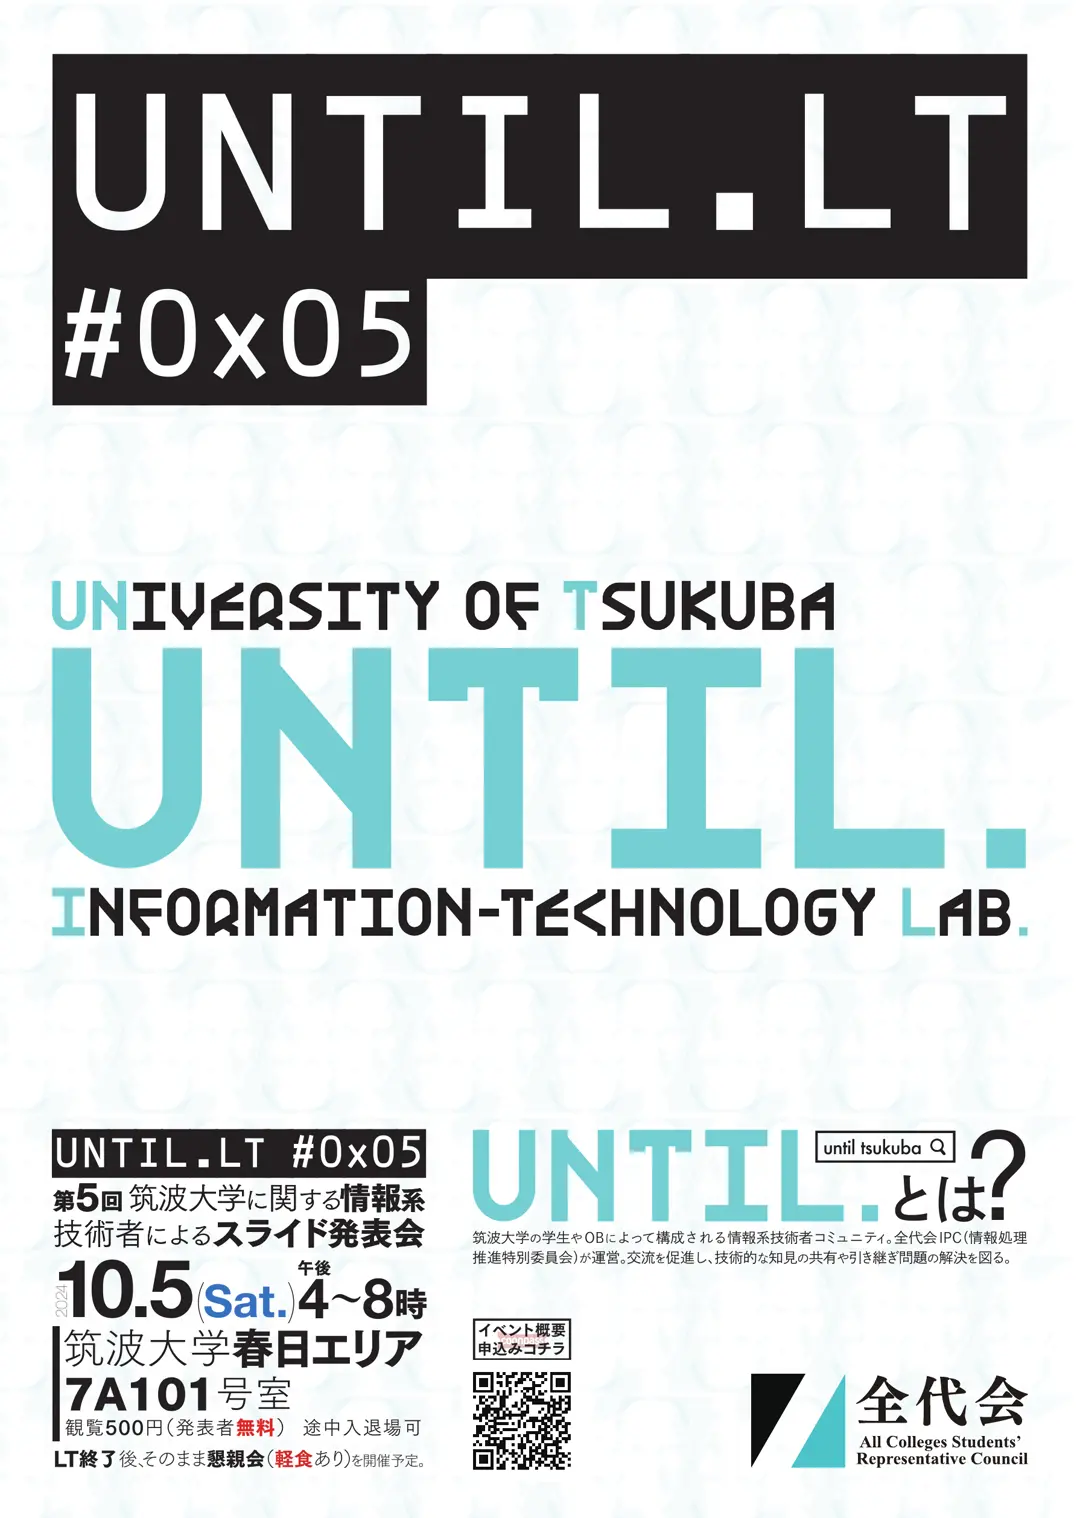 UNTIL.LT
#0x05
UNIVERSITY OF TSUKUBA
UNTIL.
INFORMATION-TECHNOLOGY LAB.
UNTIL.LT #0x05
第5回 筑波大学に関する情報系
技術者によるスライド発表会
2024 10.5(Sat.) 午後 4〜8時
筑波大学春日エリア
7A101号室
観覧500円(発表者無料) 途中入退場可
LT終了後、そのまま懇親会(軽食あり)を開催予定。
UNTIL.とは?
until tsukuba
筑波大学の学生やOBによって構成される情報系技術者コミュニティ。全代会IPC(情報処理
推進特別委員会)が運営。交流を促進し、技術的な知見の共有や引き継ぎ問題の解決を図る。
イベント概要
申込みコチラ
全代会
All Colleges Students'
Representative Council